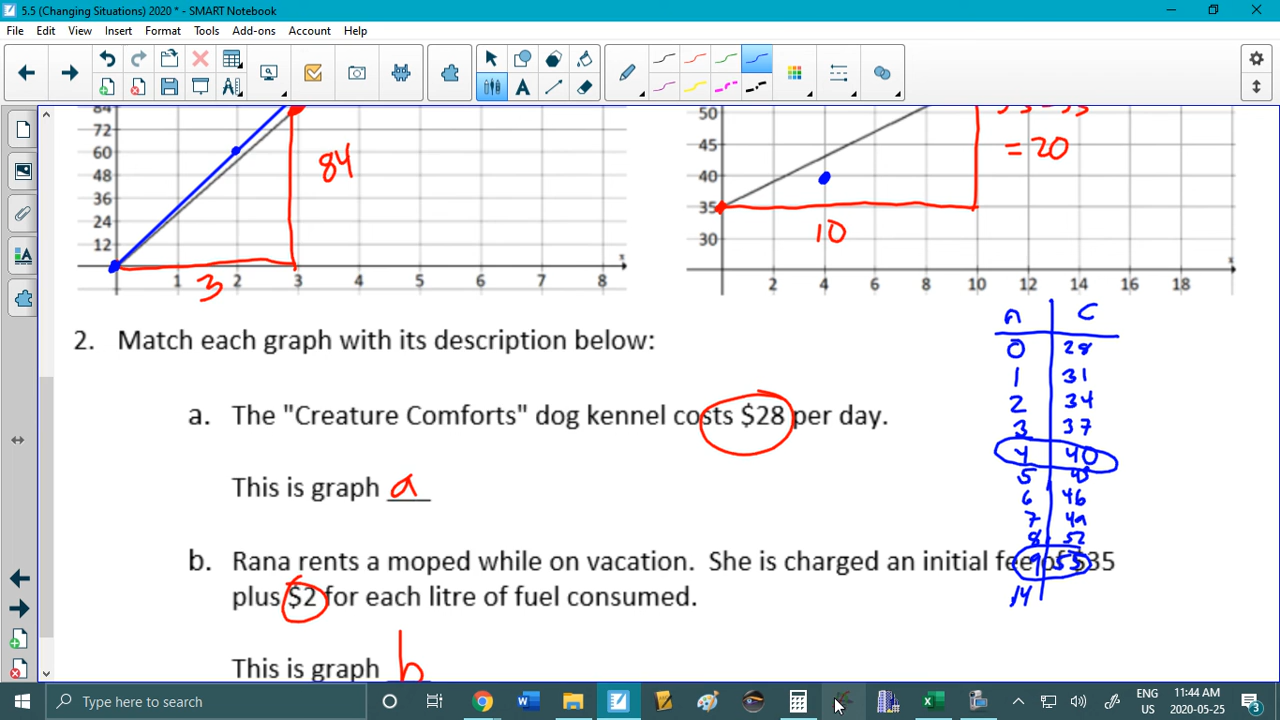 5.5 (Changing Situations) 2020 * - SMART Notebook
File Edit View Insert Format Tools Add-ons Account Help
84
72
60
48
36
24
12
84
3
1 2 3 4 5 6 7 8
x
50
45
40
35
30
= 20
10
2 4 6 8 10 12 14 16 18
x
2. Match each graph with its description below:
a. The "Creature Comforts" dog kennel costs $28 per day.
This is graph a
b. Rana rents a moped while on vacation. She is charged an initial fee of $35
plus $2 for each litre of fuel consumed.
This is graph b
n C
0 28
1 31
2 34
3 37
4 40
5 43
6 46
7 49
8 52
9 55
14
Type here to search
ENG
CMS
11:44 AM
2020-05-25
3